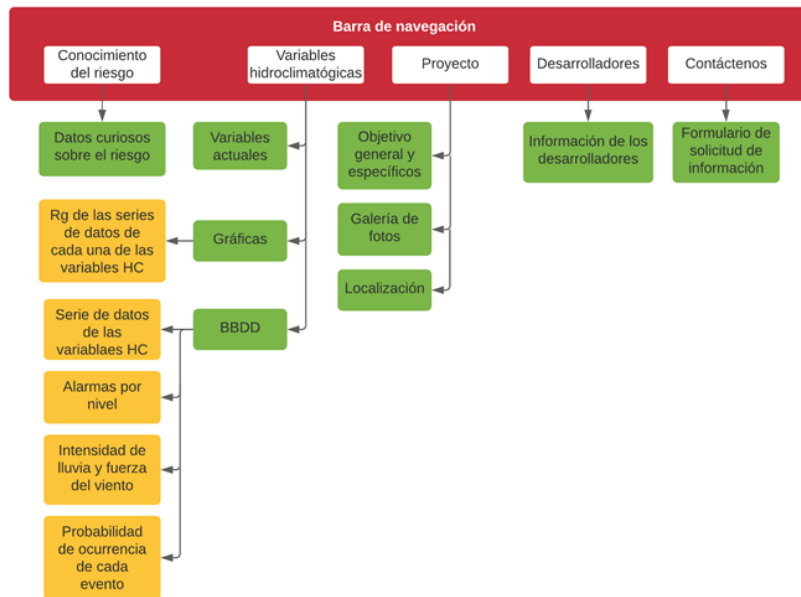 Barra de navegación
Conocimiento
del riesgo
Variables
hidroclimatógicas
Proyecto
Desarrolladores
Contáctenos
Datos curiosos
sobre el riesgo
Variables
actuales
Objetivo
general y
específicos
Información de los
desarrolladores
Formulario de
solicitud de
información
Rg de las series
de datos de
cada una de las
variables HC
Gráficas
Galería de
fotos
Localización
Serie de datos
de las
variablaes HC
BBDD
Alarmas por
nivel
Intensidad de
lluvia y fuerza
del viento
Probabilidad
de ocurrencia
de cada
evento